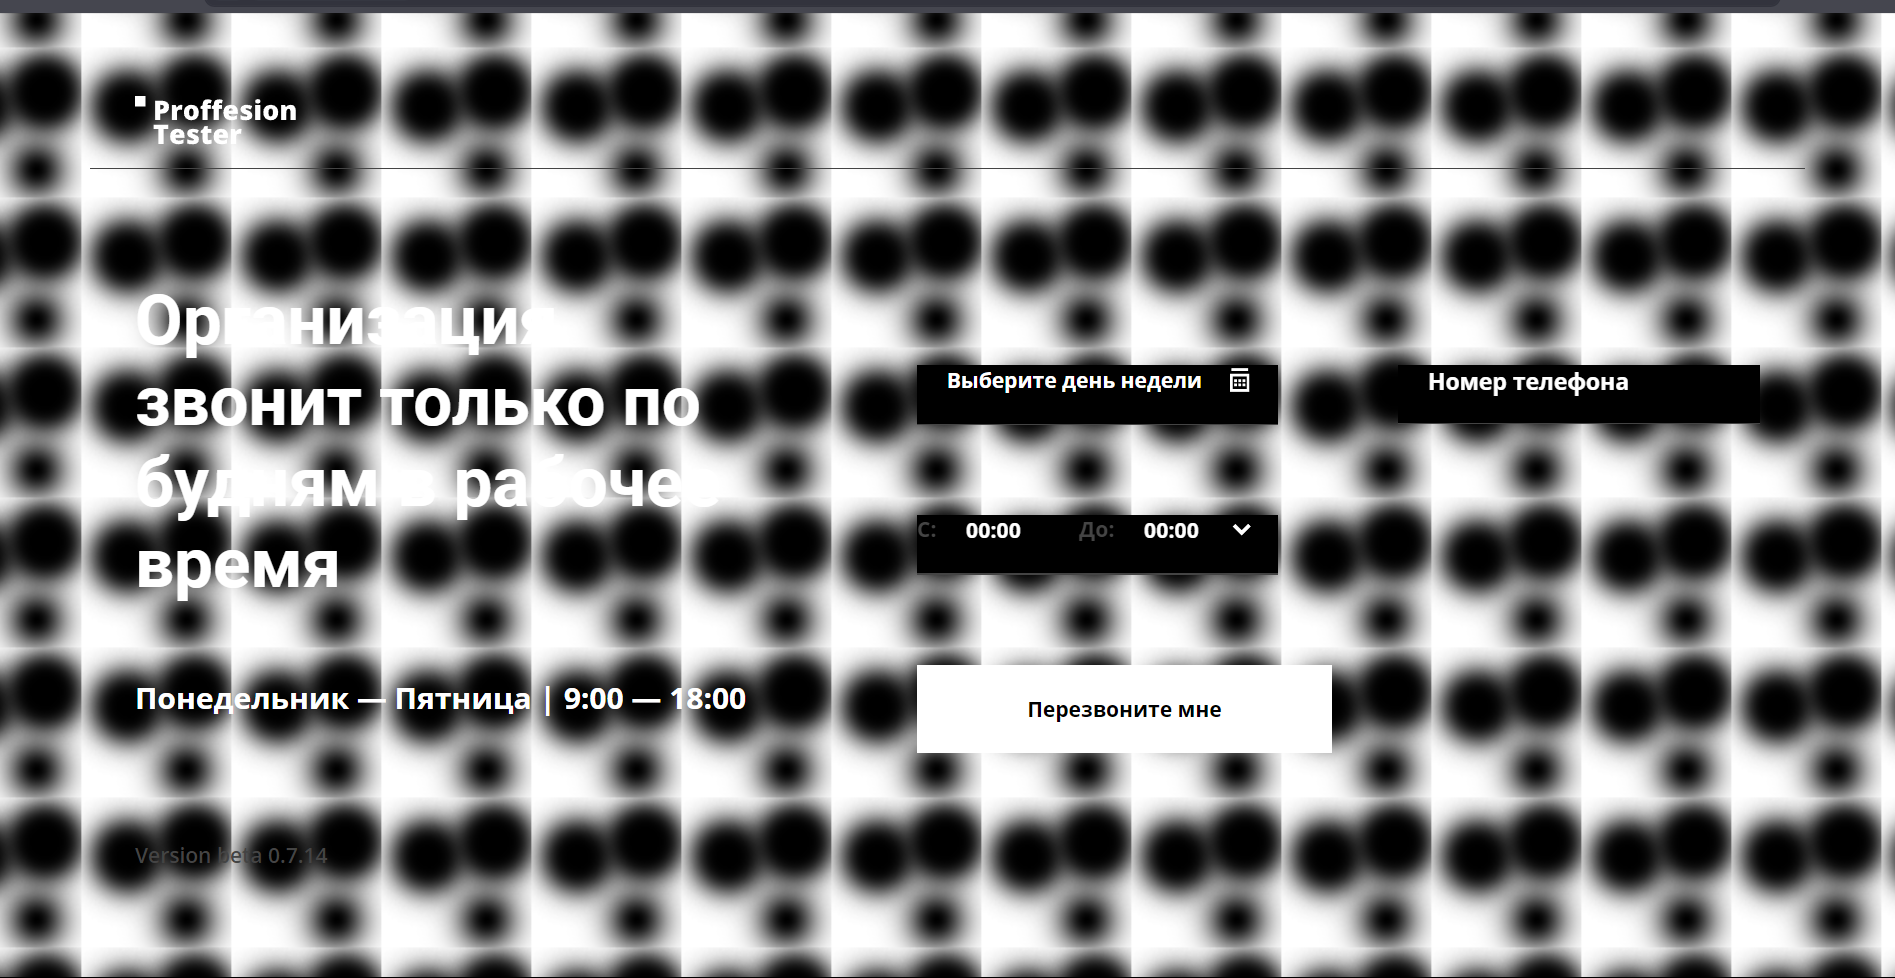 Proffesion
Tester
Организация
звонит только по
будням в рабочее
время
Выберите день недели
Номер телефона
С: 00:00 До: 00:00
Понедельник — Пятница | 9:00 — 18:00
Перезвоните мне
Version beta 0.7.14